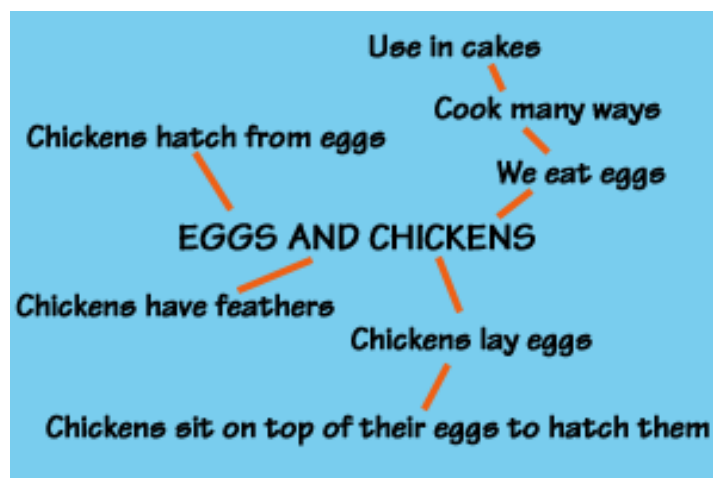 Use in cakes
Cook many ways
Chickens hatch from eggs
We eat eggs
EGGS AND CHICKENS
Chickens have feathers
Chickens lay eggs
Chickens sit on top of their eggs to hatch them